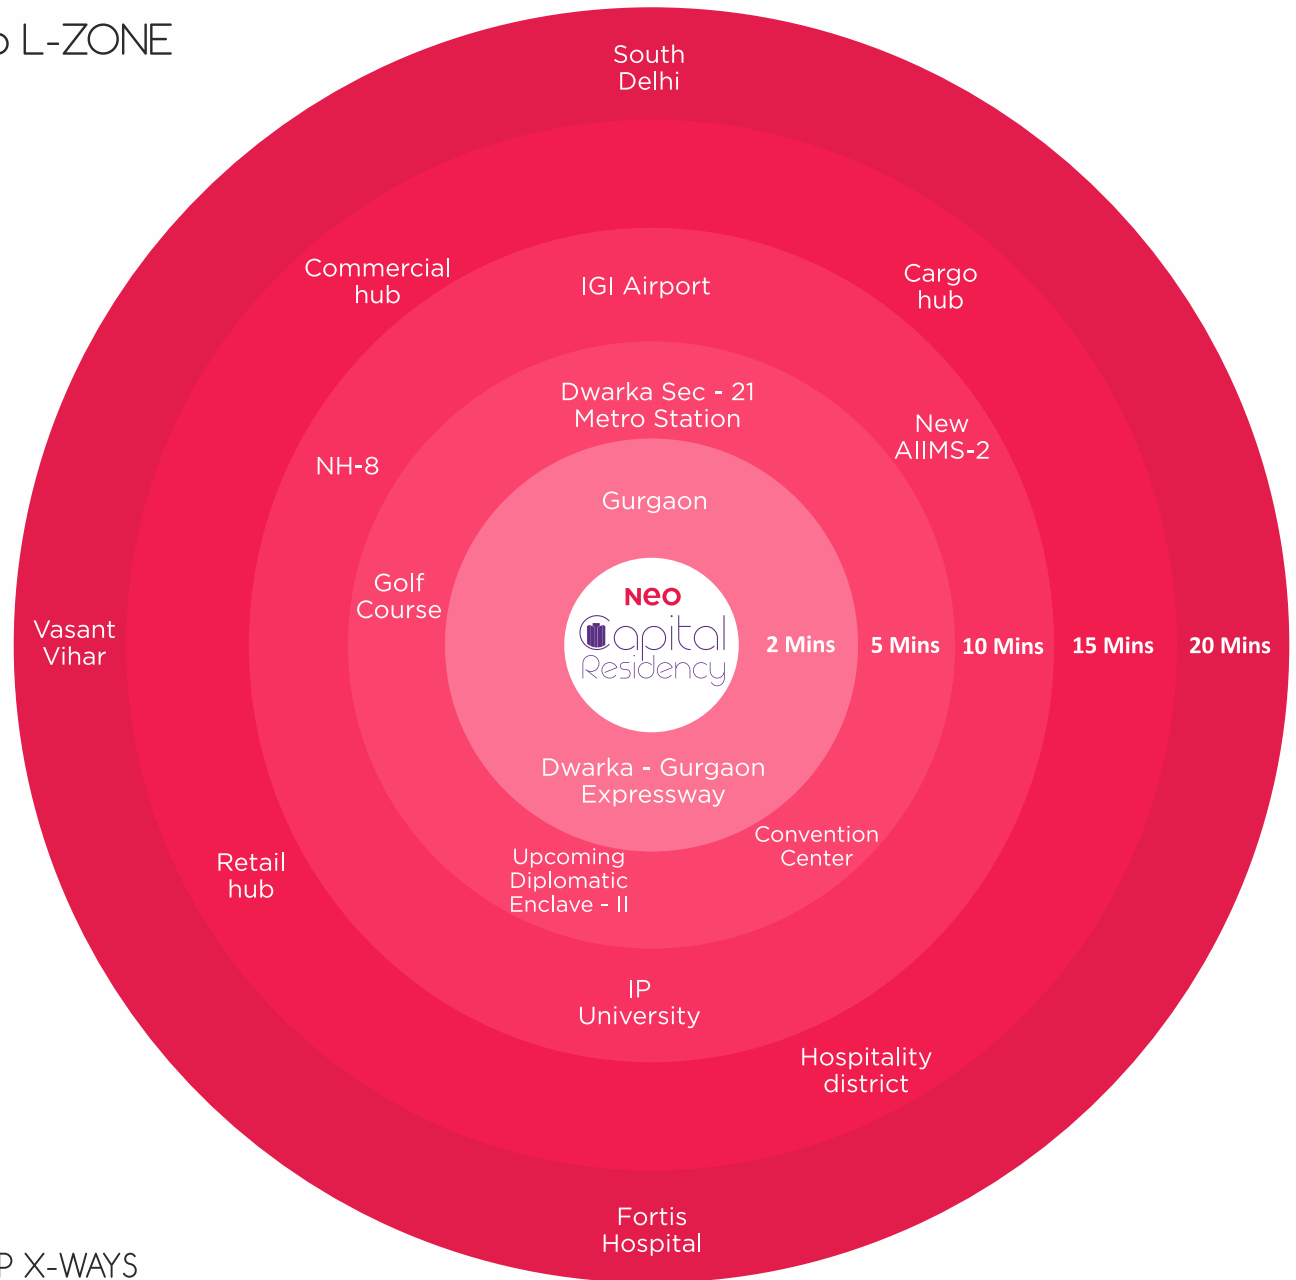 L-ZONE
South
Delhi
Commercial
hub
IGI Airport
Cargo
hub
Dwarka Sec - 21
Metro Station
New
AIIMS-2
NH-8
Gurgaon
Golf
Course
Neo
Capital
Residency
Vasant
Vihar
2 Mins 5 Mins 10 Mins 15 Mins 20 Mins
Dwarka - Gurgaon
Expressway
Convention
Center
Upcoming
Diplomatic
Enclave - II
Retail
hub
IP
University
Hospitality
district
Fortis
Hospital
P X-WAYS